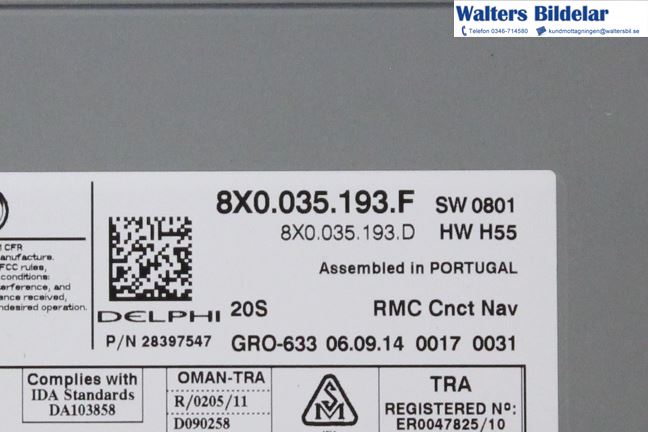 Walters Bildelar
Telefon 0346-714580 kundmottagningen@waltersbil.se
8X0.035.193.F SW 0801
8X0.035.193.D HW H55
Assembled in PORTUGAL
CFR
anufacture.
FCC rules,
conditions:
erference, and
ence received,
ndesired operation.
DELPHI 20S RMC Cnct Nav
P/N 28397547 GRO-633 06.09.14 0017 0031
Complies with
IDA Standards
DA103858
OMAN-TRA
R/0205/11
D090258
TRA
REGISTERED Nº:
ER0047825/10